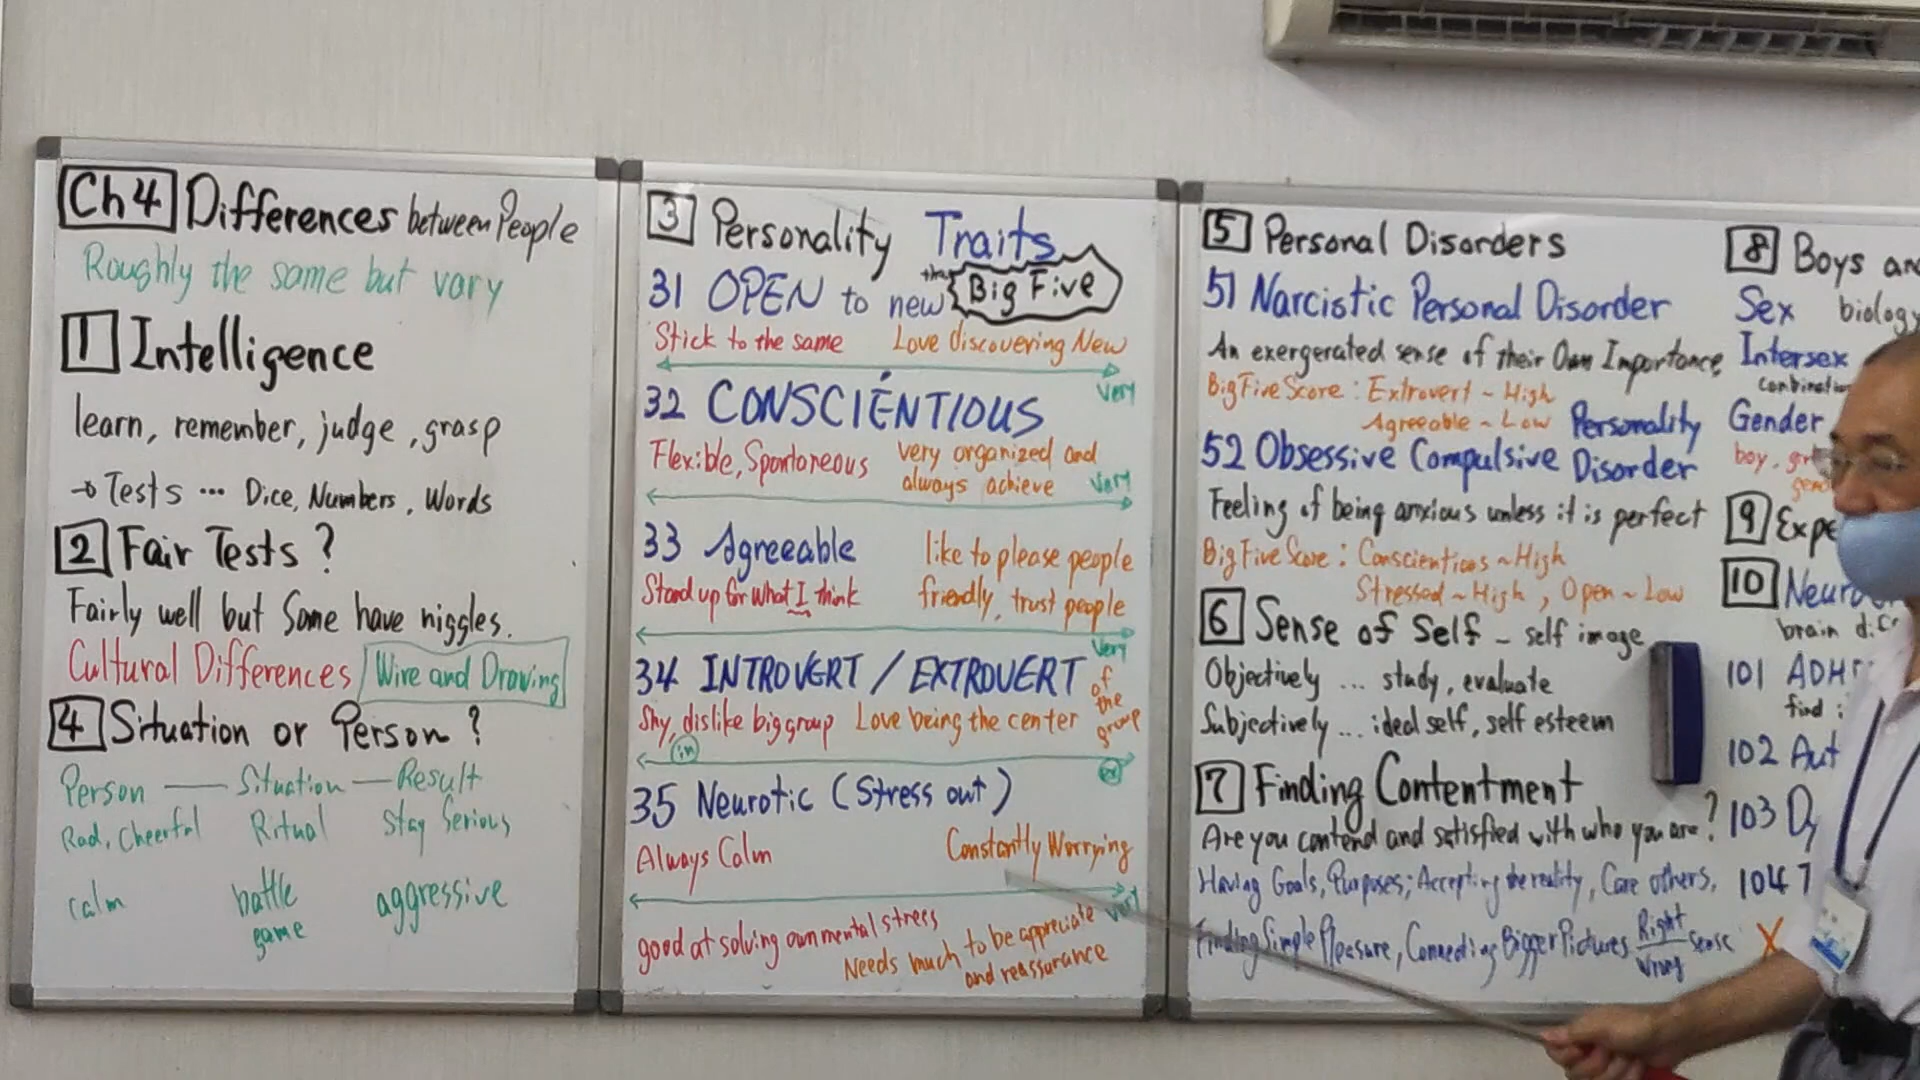 Ch4 Differences between People
Roughly the same but vary
1 Intelligence
learn, remember, judge, grasp
→ Tests ... Dice, Numbers, Words
2 Fair Tests ?
Fairly well but Some have niggles.
Cultural Differences / Wire and Drawing
4 Situation or Person ?
Person — Situation — Result
Rad, Cheerful Ritual Stay Serious
calm battle game aggressive
3 Personality Traits
the Big Five
31 OPEN to new
Stick to the same Love discovering New
Very
32 CONSCIENTIOUS
Flexible, Spontaneous very organized and
always achieve Very
33 Agreeable like to please people
Stand up for what I think friendly, trust people
Very
34 INTROVERT / EXTROVERT
Shy, dislike big group Love being the center of the group
in ex
35 Neurotic (Stress out)
Always Calm Constantly Worrying
Very
good at solving own mental stress
Needs much to be appreciate
and reassurance
5 Personal Disorders
51 Narcistic Personal Disorder
An exergerated sense of their Own Importance
Big Five Score : Extrovert ~ High
Agreeable ~ Low
52 Obsessive Compulsive Personality Disorder
Feeling of being anxious unless it is perfect
Big Five Score : Conscientious ~ High
Stressed ~ High , Open ~ Low
6 Sense of Self – self image
Objectively ... study, evaluate
Subjectively ... ideal self, self esteem
7 Finding Contentment
Are you contend and satisfied with who you are ?
Having Goals, Purposes; Accepting the reality, Care others,
Finding Simple Pleasure, Connecting Bigger Pictures, Right Wrong sense
8 Boys
Sex biology
Intersex
Gender
boy,
9
10
brain
101
find
102 Aut
103
104
X